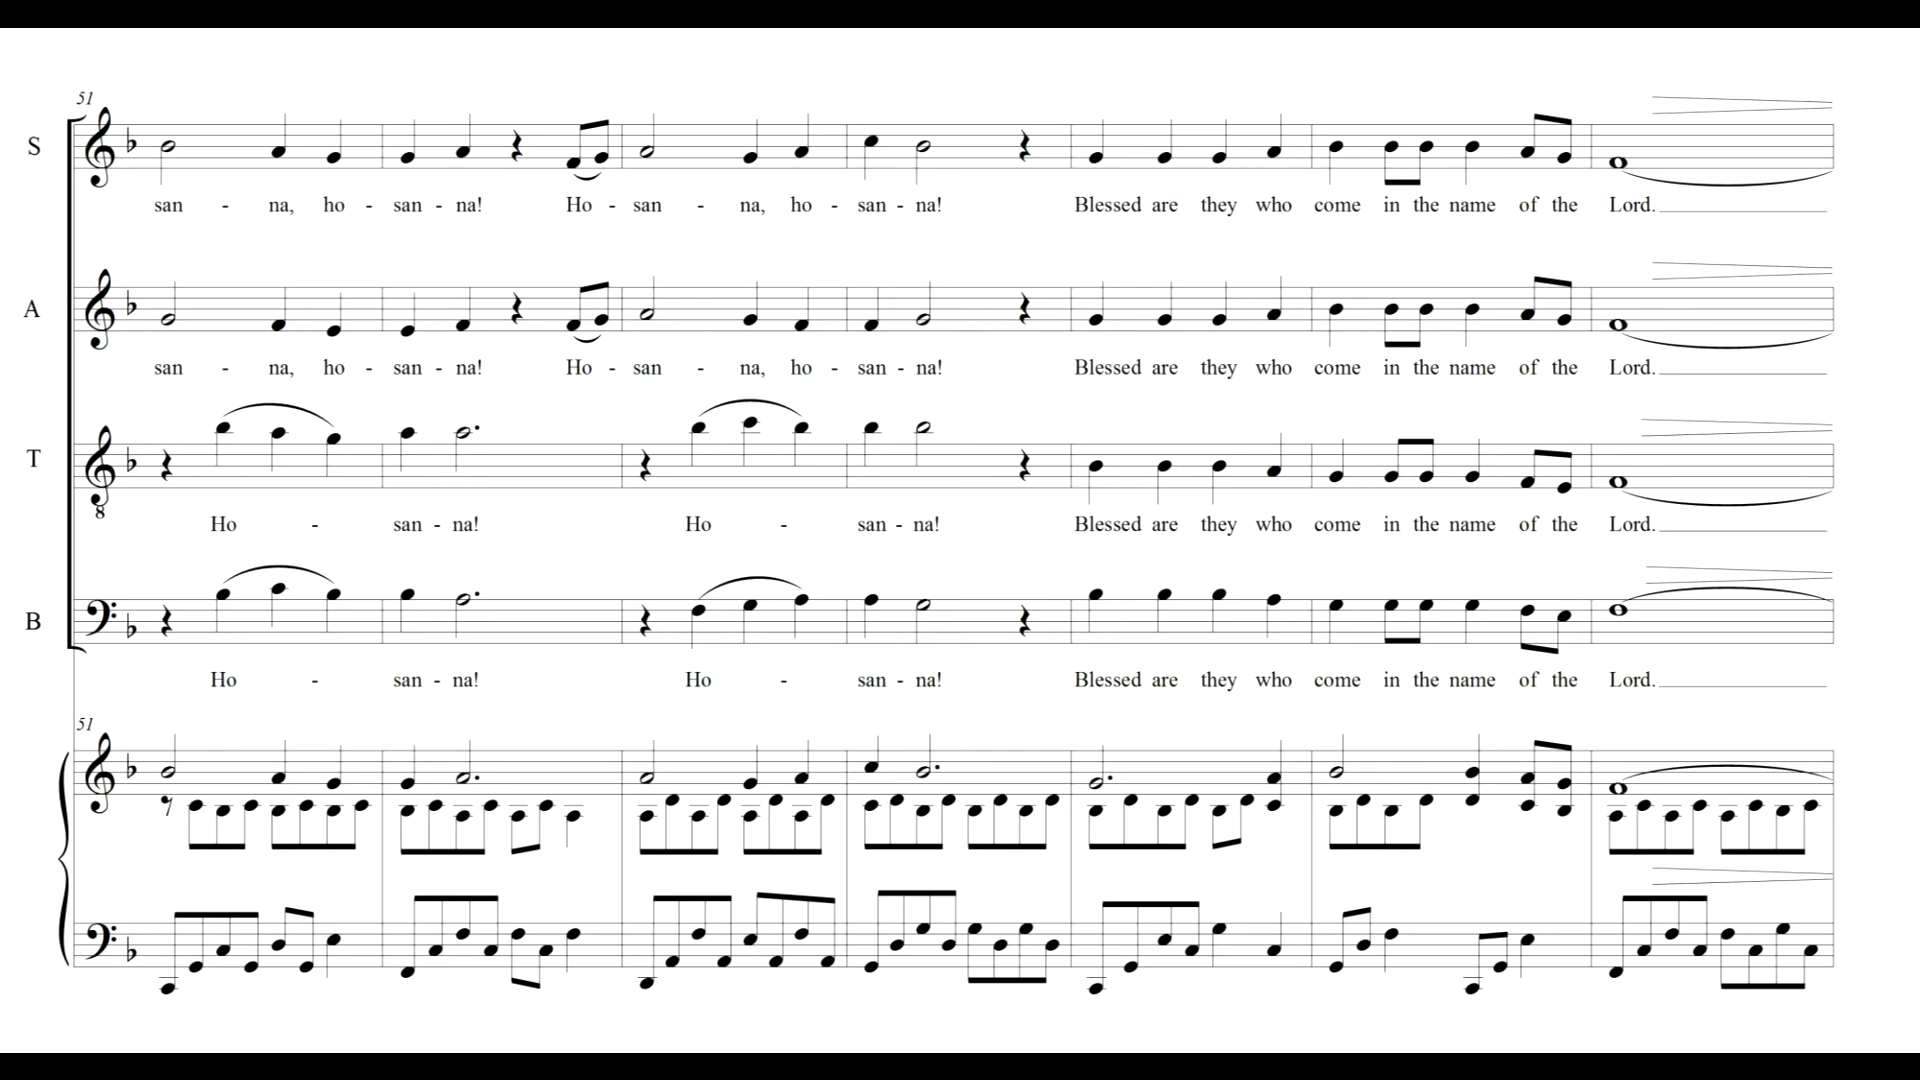 51
S
san - na, ho - san - na! Ho - san - na, ho - san - na! Blessed are they who come in the name of the Lord.
A
san - na, ho - san - na! Ho - san - na, ho - san - na! Blessed are they who come in the name of the Lord.
T
8
Ho - san - na! Ho - san - na! Blessed are they who come in the name of the Lord.
B
Ho - san - na! Ho - san - na! Blessed are they who come in the name of the Lord.
51